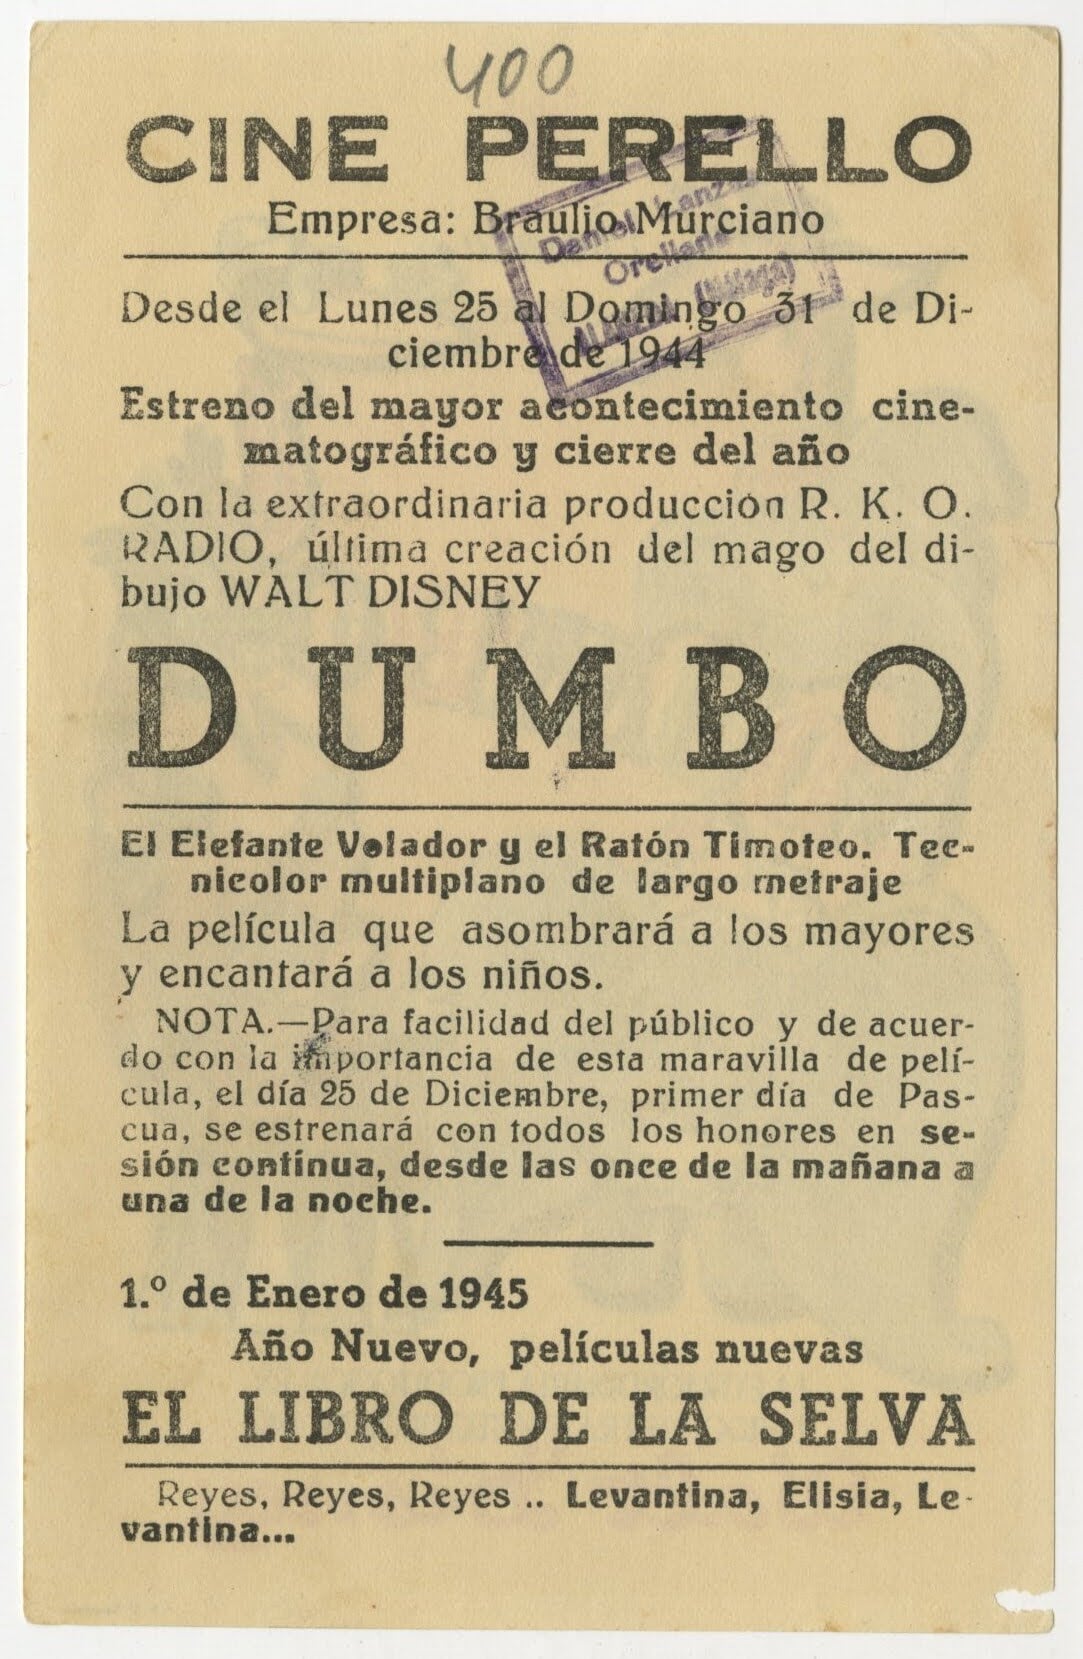 400
CINE PERELLO
Empresa: Braulio Murciano
Daniel
Orellana
(Málaga)
Desde el Lunes 25 al Domingo 31 de Di-
ciembre de 1944
Estreno del mayor acontecimiento cine-
matográfico y cierre del año
Con la extraordinaria producción R. K. O.
RADIO, última creación del mago del di-
bujo WALT DISNEY
DUMBO
El Elefante Volador y el Ratón Timoteo. Tec-
nicolor multiplano de largo metraje
La película que asombrará a los mayores
y encantará a los niños.
NOTA.—Para facilidad del público y de acuer-
do con la importancia de esta maravilla de pelí-
cula, el día 25 de Diciembre, primer día de Pas-
cua, se estrenará con todos los honores en se-
sión contínua, desde las once de la mañana a
una de la noche.
1.º de Enero de 1945
Año Nuevo, películas nuevas
EL LIBRO DE LA SELVA
Reyes, Reyes, Reyes .. Levantina, Elisia, Le-
vantina...